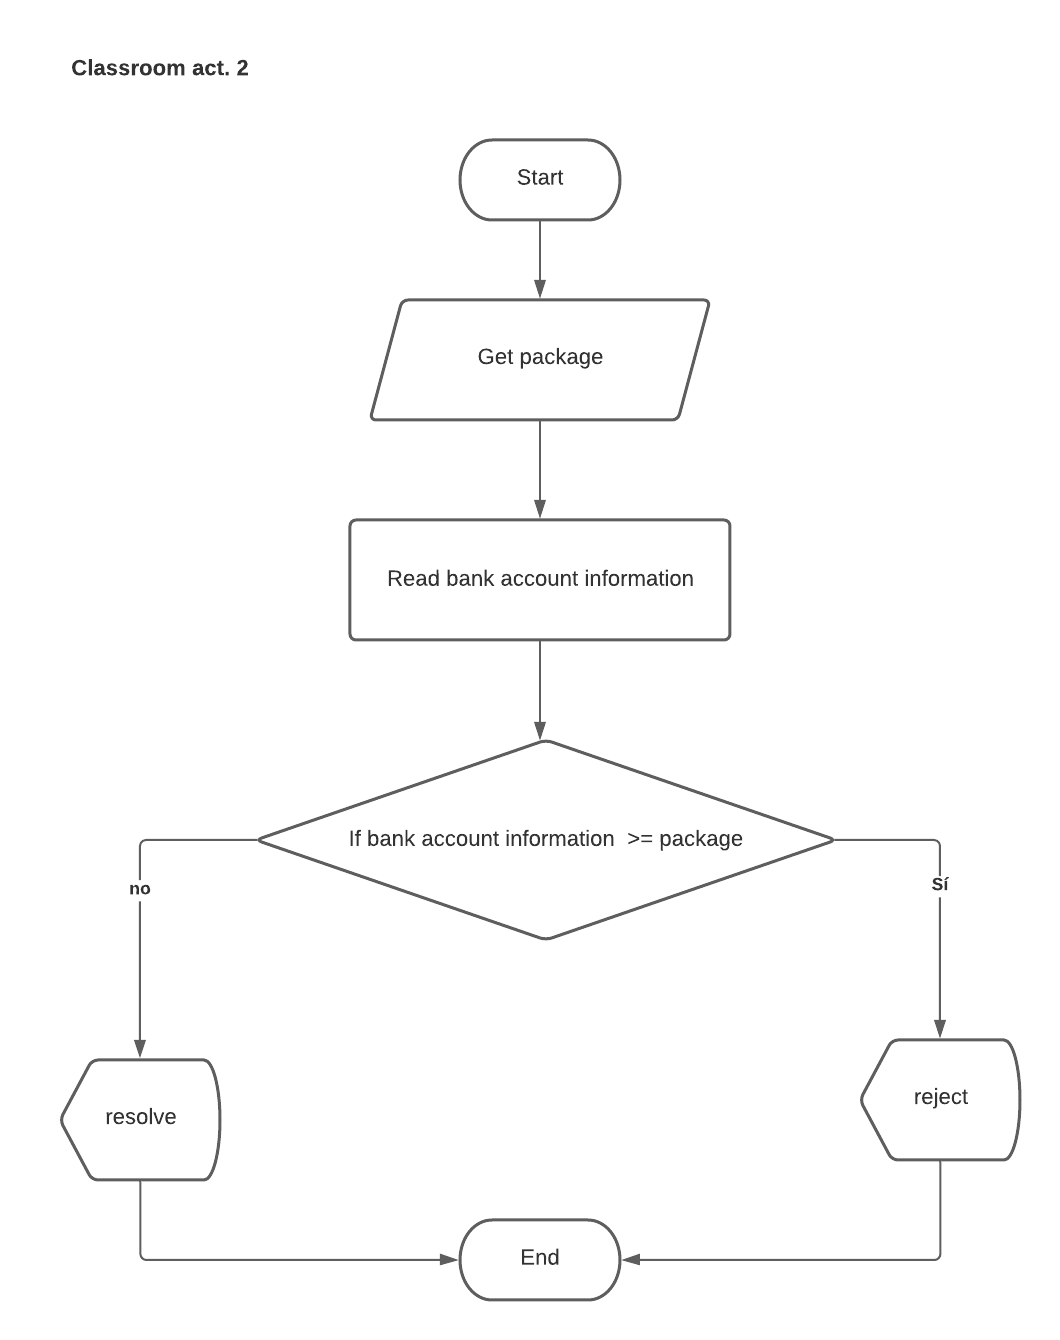 Classroom act. 2
Start
Get package
Read bank account information
If bank account information  >= package
no
Sí
resolve
reject
End